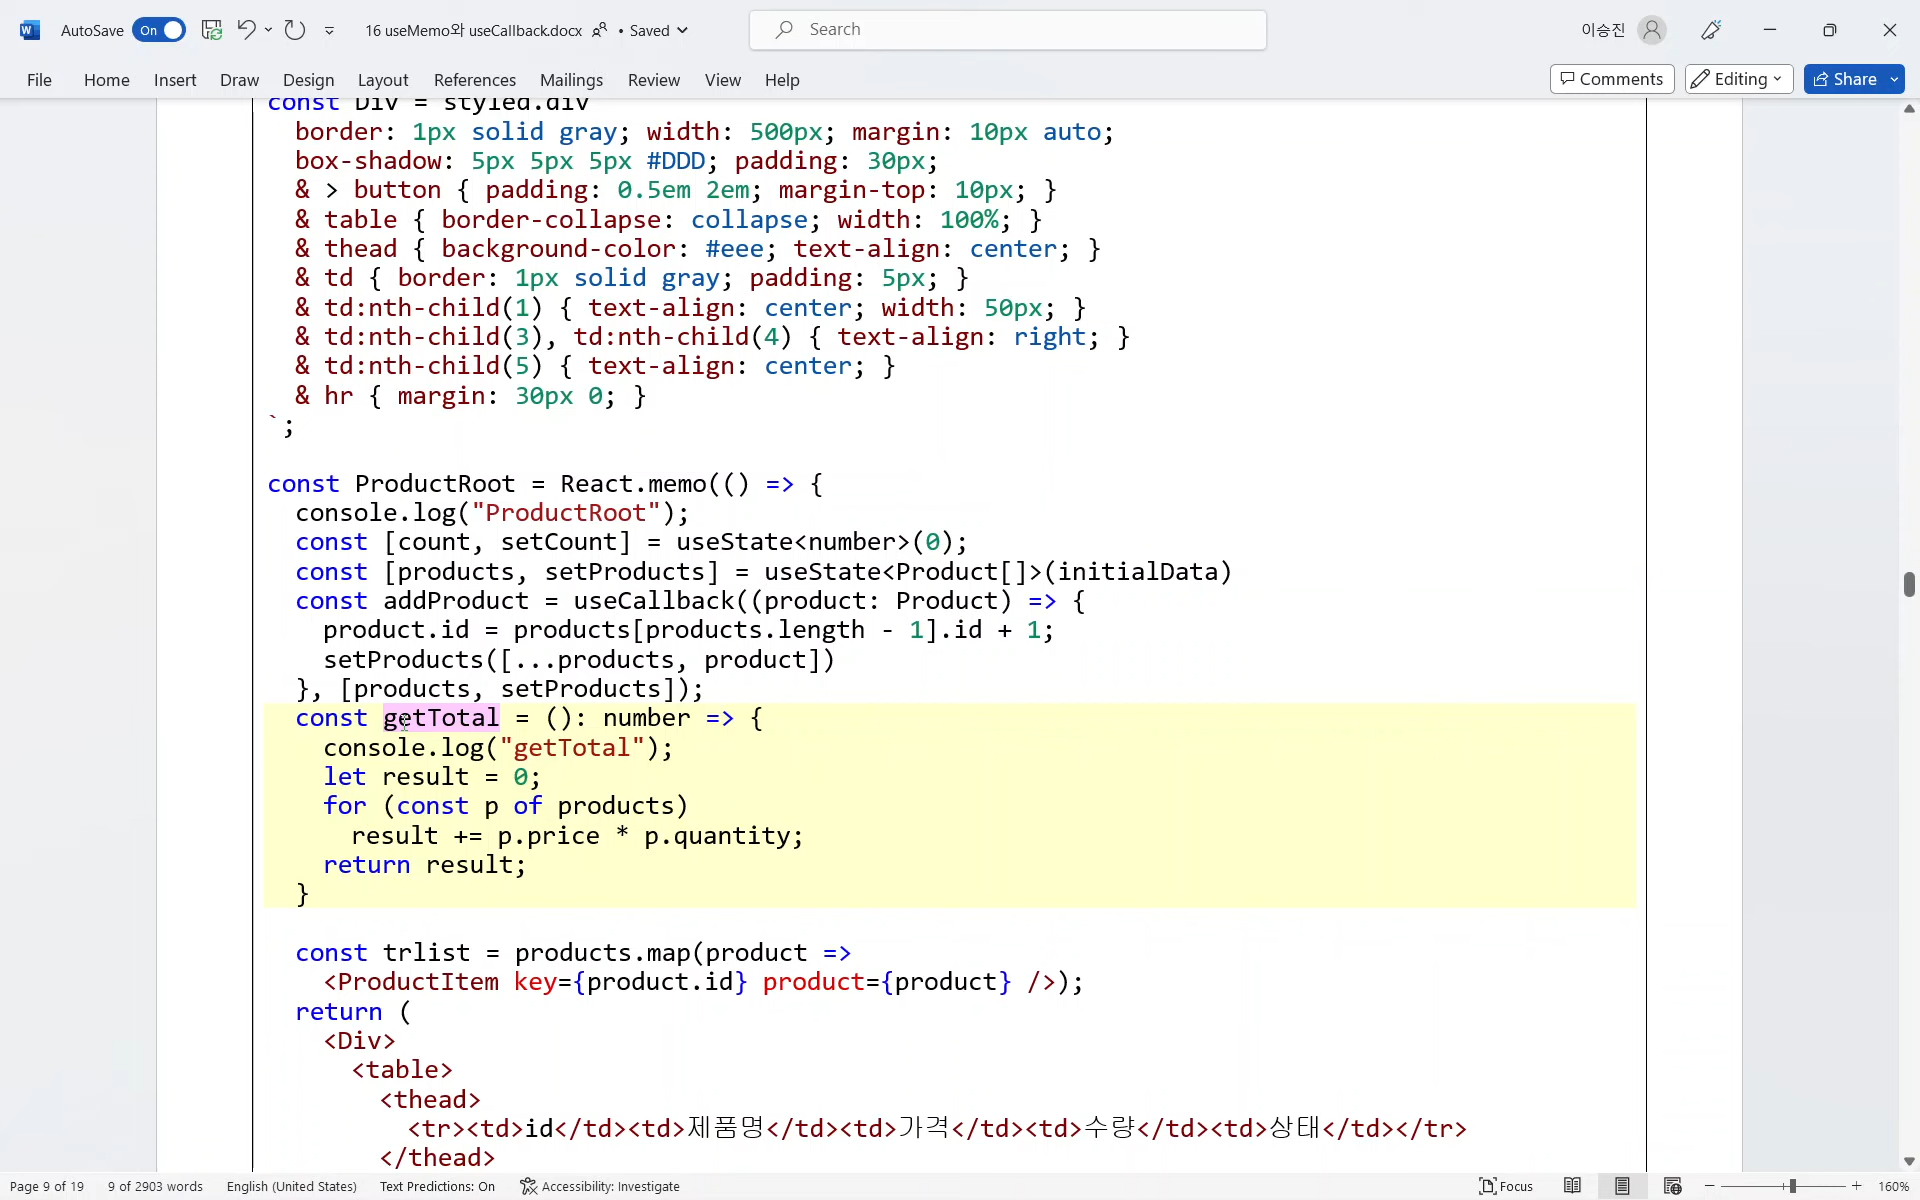 AutoSave On 16 useMemo와 useCallback.docx • Saved Search 이승진
File Home Insert Draw Design Layout References Mailings Review View Help Comments Editing Share
const Div = styled.div`
border: 1px solid gray; width: 500px; margin: 10px auto;
box-shadow: 5px 5px 5px #DDD; padding: 30px;
& > button { padding: 0.5em 2em; margin-top: 10px; }
& table { border-collapse: collapse; width: 100%; }
& thead { background-color: #eee; text-align: center; }
& td { border: 1px solid gray; padding: 5px; }
& td:nth-child(1) { text-align: center; width: 50px; }
& td:nth-child(3), td:nth-child(4) { text-align: right; }
& td:nth-child(5) { text-align: center; }
& hr { margin: 30px 0; }
`;
const ProductRoot = React.memo(() => {
console.log("ProductRoot");
const [count, setCount] = useState<number>(0);
const [products, setProducts] = useState<Product[]>(initialData)
const addProduct = useCallback((product: Product) => {
product.id = products[products.length - 1].id + 1;
setProducts([...products, product])
}, [products, setProducts]);
const getTotal = (): number => {
console.log("getTotal");
let result = 0;
for (const p of products)
result += p.price * p.quantity;
return result;
}
const trlist = products.map(product =>
<ProductItem key={product.id} product={product} />);
return (
<Div>
<table>
<thead>
<tr><td>id</td><td>제품명</td><td>가격</td><td>수량</td><td>상태</td></tr>
</thead>
Page 9 of 19 9 of 2903 words English (United States) Text Predictions: On Accessibility: Investigate Focus 160%